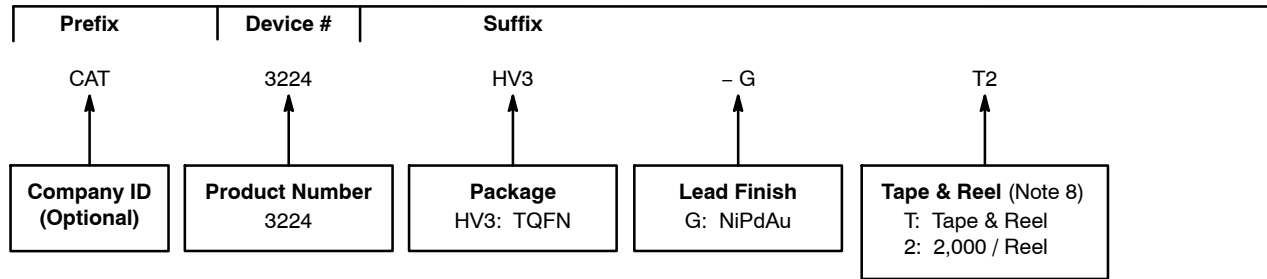 Prefix Device # Suffix
CAT 3224 HV3 – G T2
Company ID
(Optional)
Product Number
3224
Package
HV3: TQFN
Lead Finish
G: NiPdAu
Tape & Reel (Note 8)
T: Tape & Reel
2: 2,000 / Reel